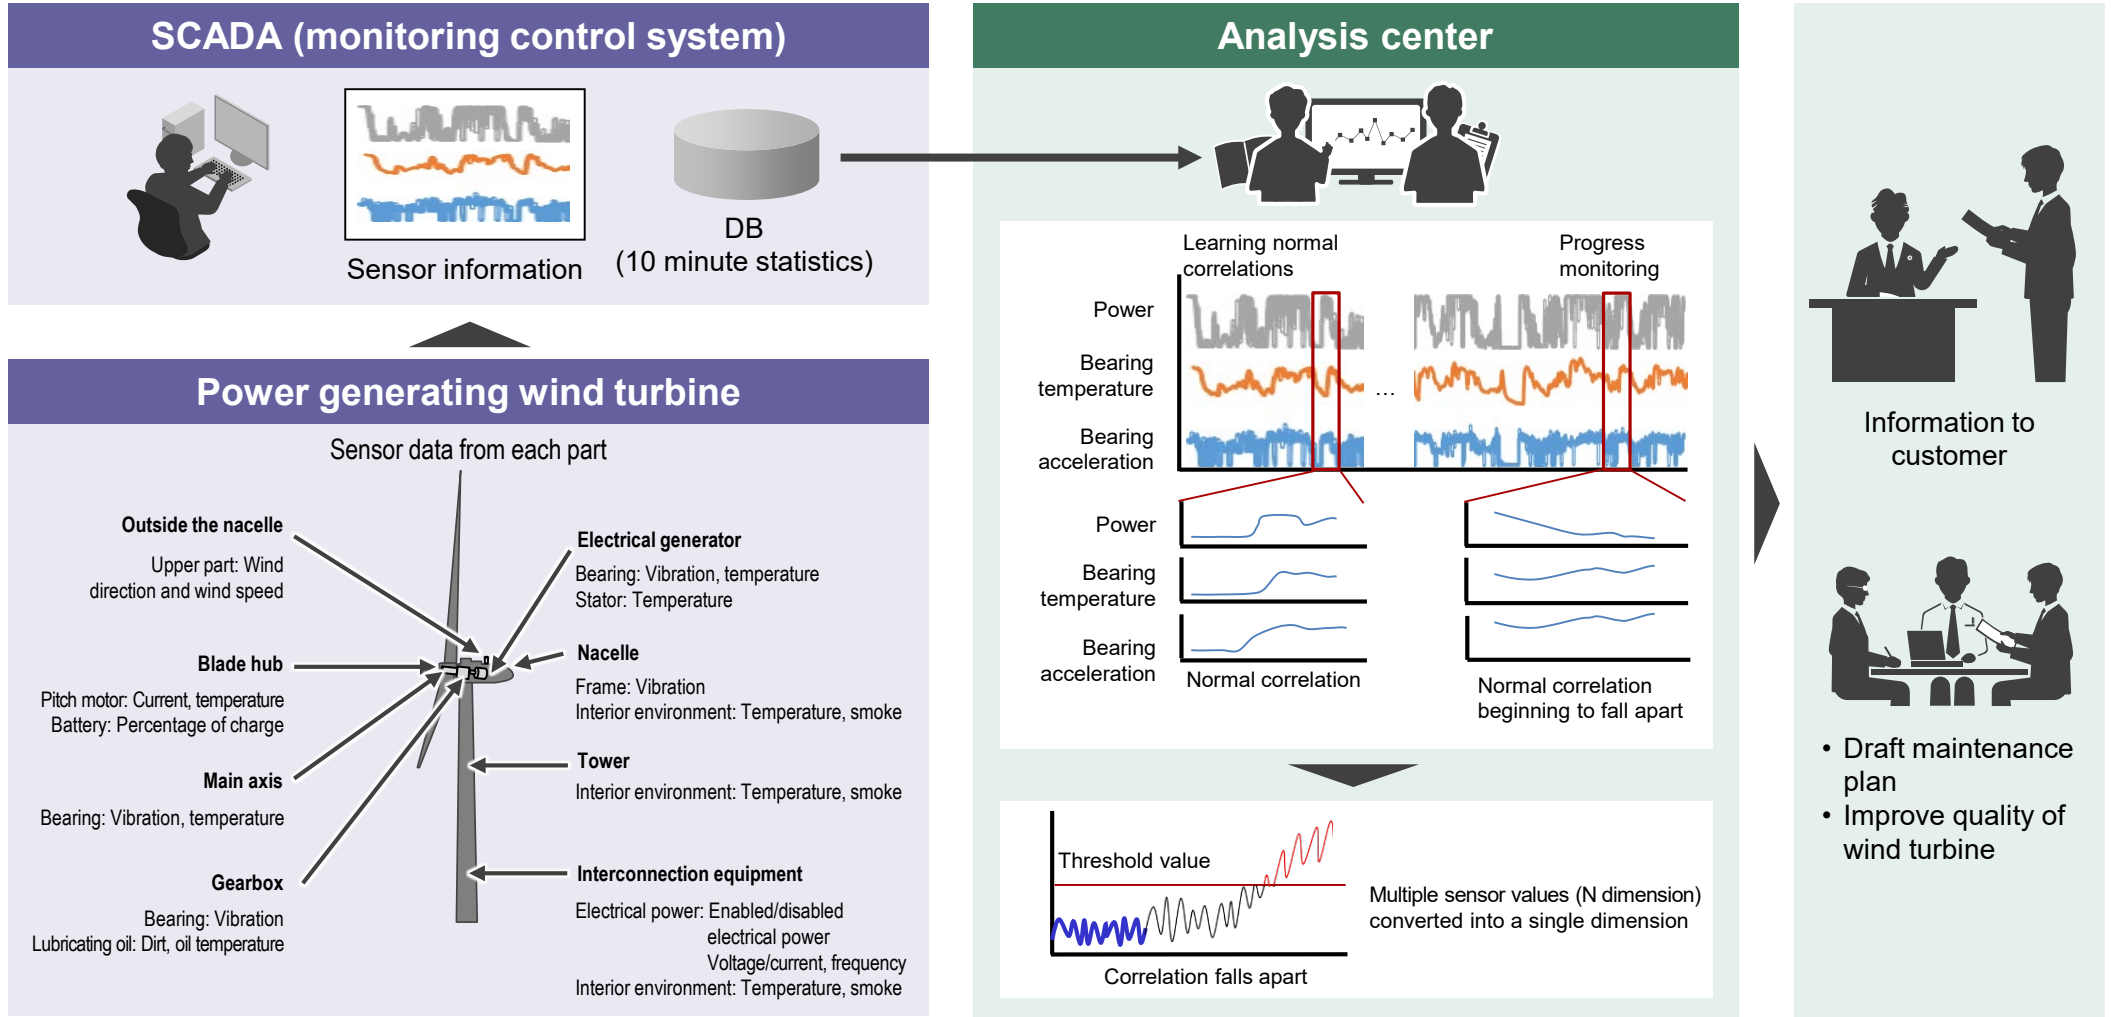 SCADA (monitoring control system)
Sensor information
DB
(10 minute statistics)
Power generating wind turbine
Sensor data from each part
Outside the nacelle
Upper part: Wind
direction and wind speed
Blade hub
Pitch motor: Current, temperature
Battery: Percentage of charge
Main axis
Bearing: Vibration, temperature
Gearbox
Bearing: Vibration
Lubricating oil: Dirt, oil temperature
Electrical generator
Bearing: Vibration, temperature
Stator: Temperature
Nacelle
Frame: Vibration
Interior environment: Temperature, smoke
Tower
Interior environment: Temperature, smoke
Interconnection equipment
Electrical power: Enabled/disabled
electrical power
Voltage/current, frequency
Interior environment: Temperature, smoke
Analysis center
Learning normal
correlations
Progress
monitoring
Power
Bearing
temperature
...
Bearing
acceleration
Power
Bearing
temperature
Bearing
acceleration
Normal correlation
Normal correlation
beginning to fall apart
Threshold value
Correlation falls apart
Multiple sensor values (N dimension)
converted into a single dimension
Information to
customer
• Draft maintenance
plan
• Improve quality of
wind turbine